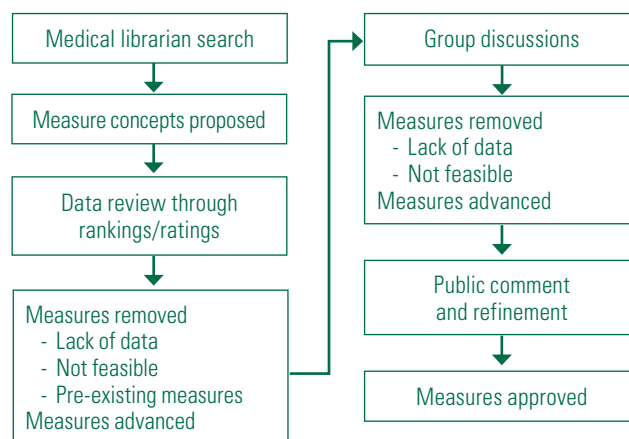 Medical librarian search
Measure concepts proposed
Data review through
rankings/ratings
Measures removed
- Lack of data
- Not feasible
- Pre-existing measures
Measures advanced
Group discussions
Measures removed
- Lack of data
- Not feasible
Measures advanced
Public comment
and refinement
Measures approved